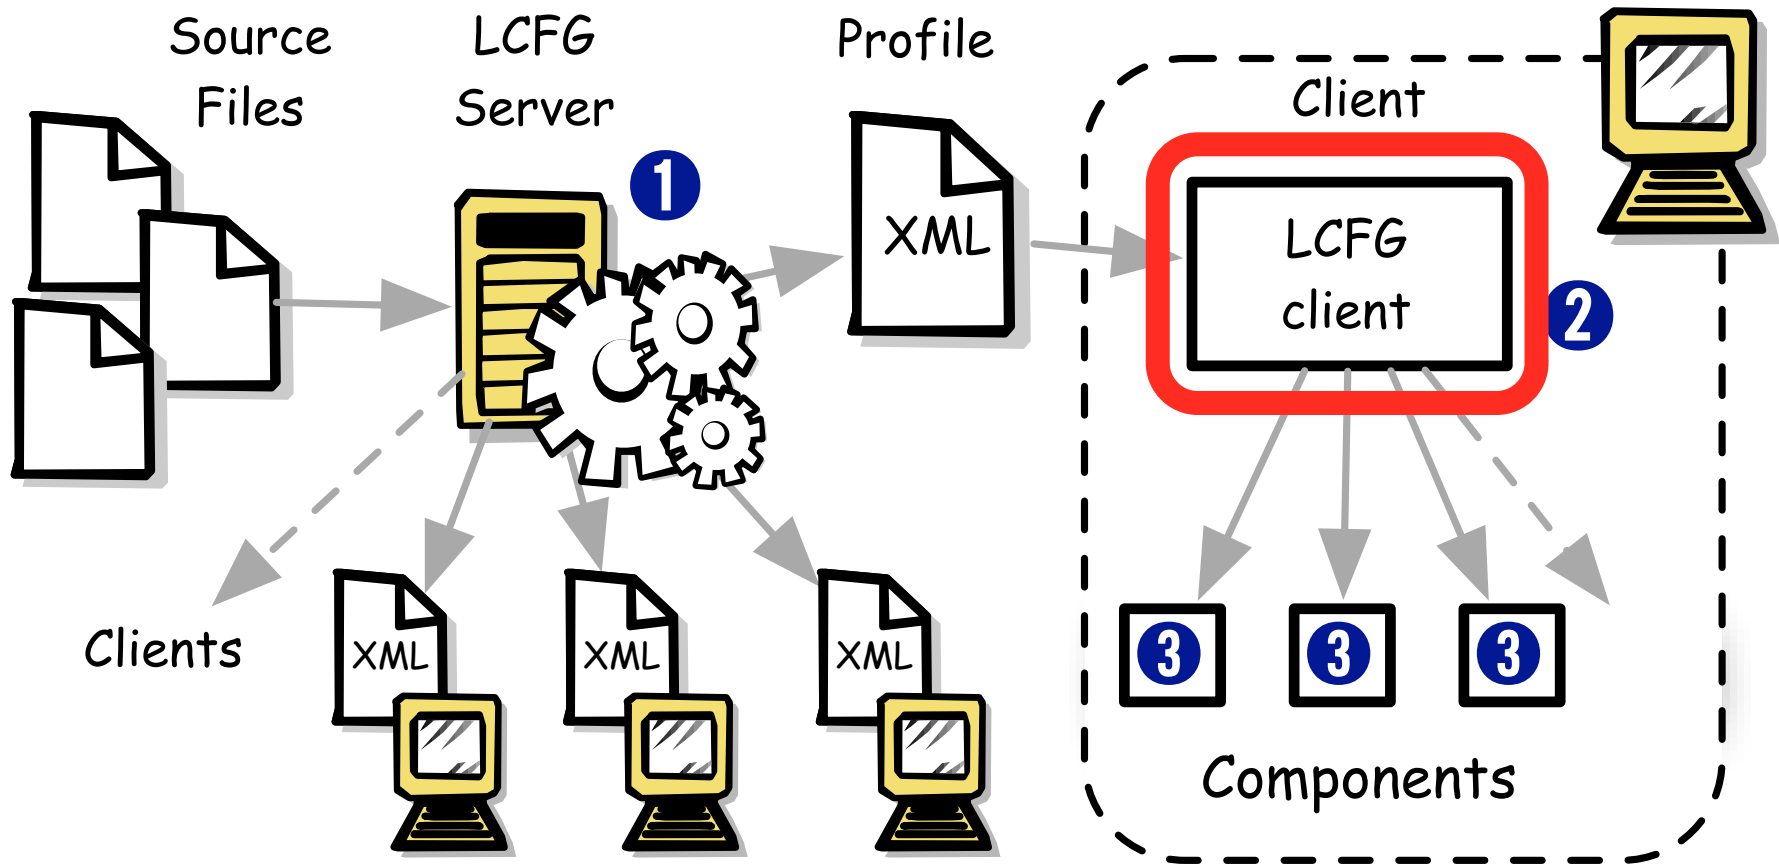 Source
Files
LCFG
Server
Profile
Client
1
XML
LCFG
client
2
3
3
3
Clients
XML
XML
XML
Components